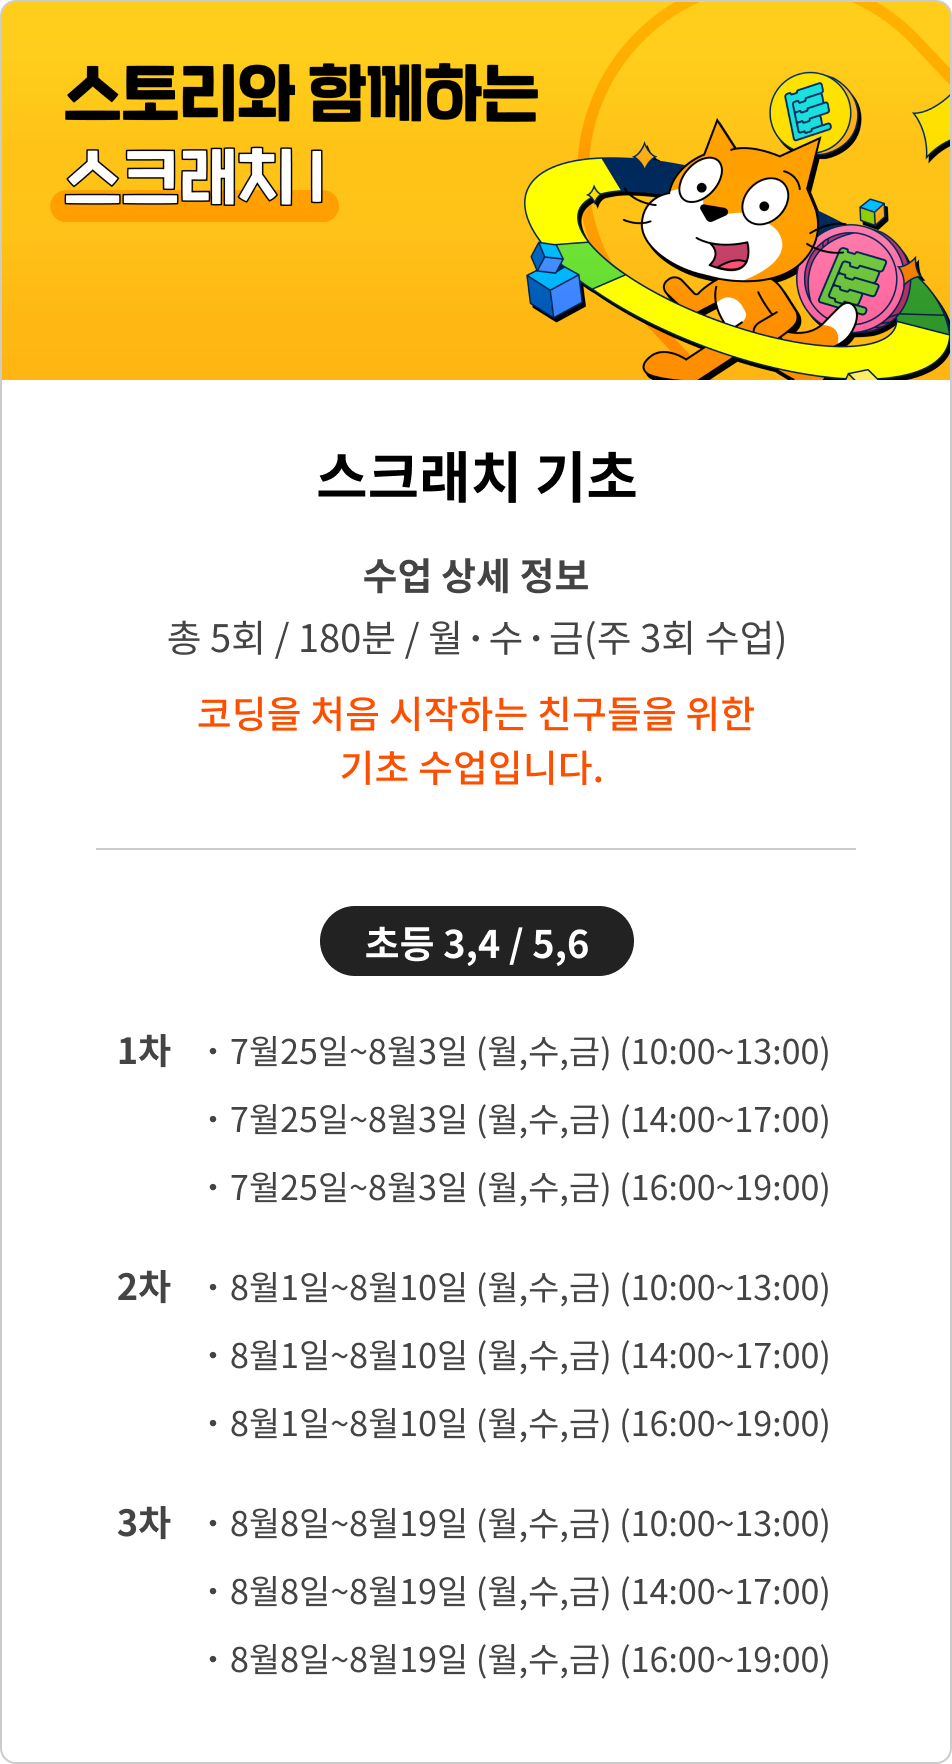 스토리와 함께하는
스크래치 I
스크래치 기초
수업 상세 정보
총 5회 / 180분 / 월·수·금(주 3회 수업)
코딩을 처음 시작하는 친구들을 위한
기초 수업입니다.
초등 3,4 / 5,6
1차 · 7월25일~8월3일 (월,수,금) (10:00~13:00)
· 7월25일~8월3일 (월,수,금) (14:00~17:00)
· 7월25일~8월3일 (월,수,금) (16:00~19:00)
2차 · 8월1일~8월10일 (월,수,금) (10:00~13:00)
· 8월1일~8월10일 (월,수,금) (14:00~17:00)
· 8월1일~8월10일 (월,수,금) (16:00~19:00)
3차 · 8월8일~8월19일 (월,수,금) (10:00~13:00)
· 8월8일~8월19일 (월,수,금) (14:00~17:00)
· 8월8일~8월19일 (월,수,금) (16:00~19:00)